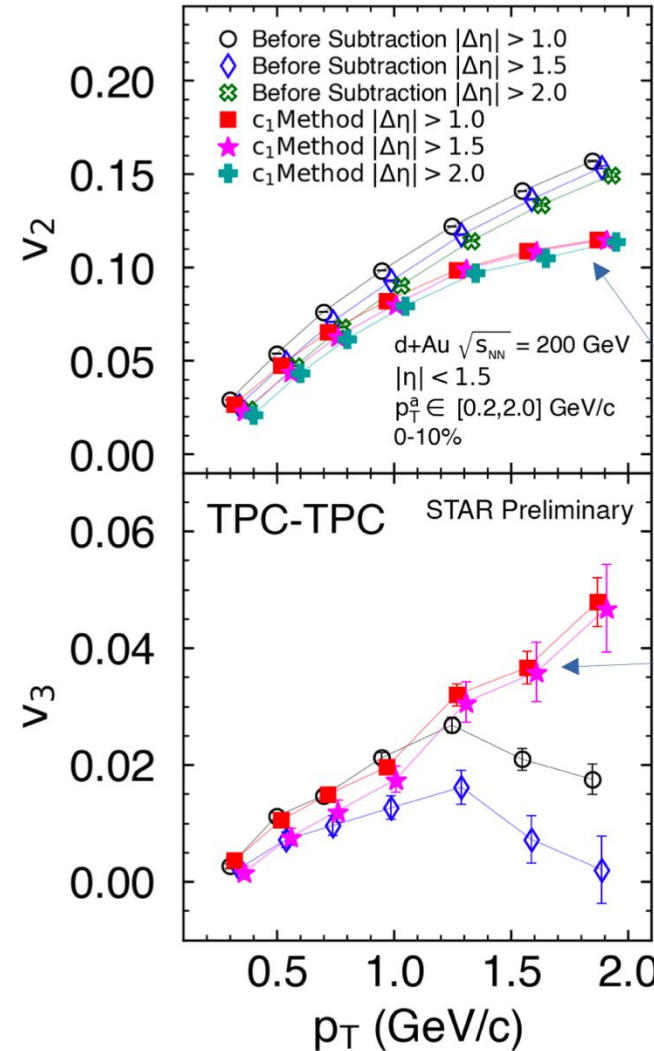 Before Subtraction |Δη| > 1.0
Before Subtraction |Δη| > 1.5
Before Subtraction |Δη| > 2.0
c₁Method |Δη| > 1.0
c₁Method |Δη| > 1.5
c₁Method |Δη| > 2.0
0.20
0.15
0.10
0.05
0.00
v₂
d+Au √s_NN = 200 GeV
|η| < 1.5
p_T^a ∈ [0.2,2.0] GeV/c
0-10%
TPC-TPC
STAR Preliminary
0.06
0.04
0.02
0.00
v₃
0.5 1.0 1.5 2.0
p_T (GeV/c)